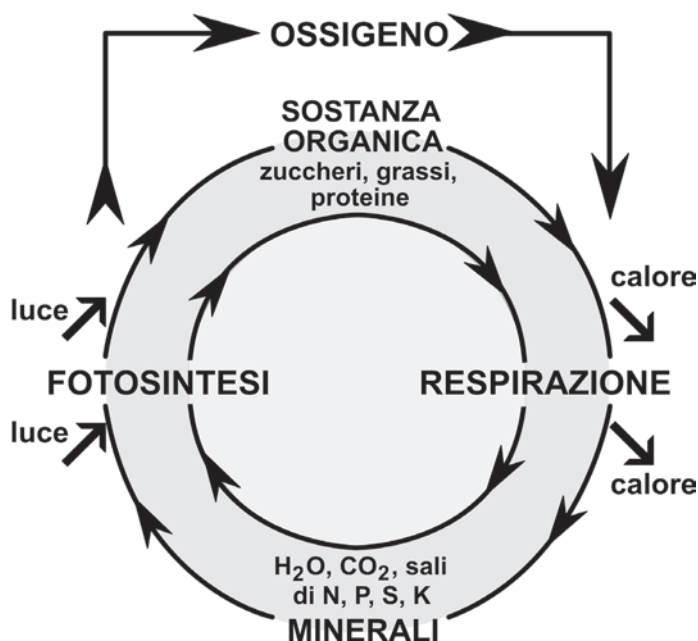 OSSIGENO
SOSTANZA
ORGANICA
zuccheri, grassi,
proteine
luce
calore
FOTOSINTESI
RESPIRAZIONE
luce
calore
H₂O, CO₂, sali
di N, P, S, K
MINERALI